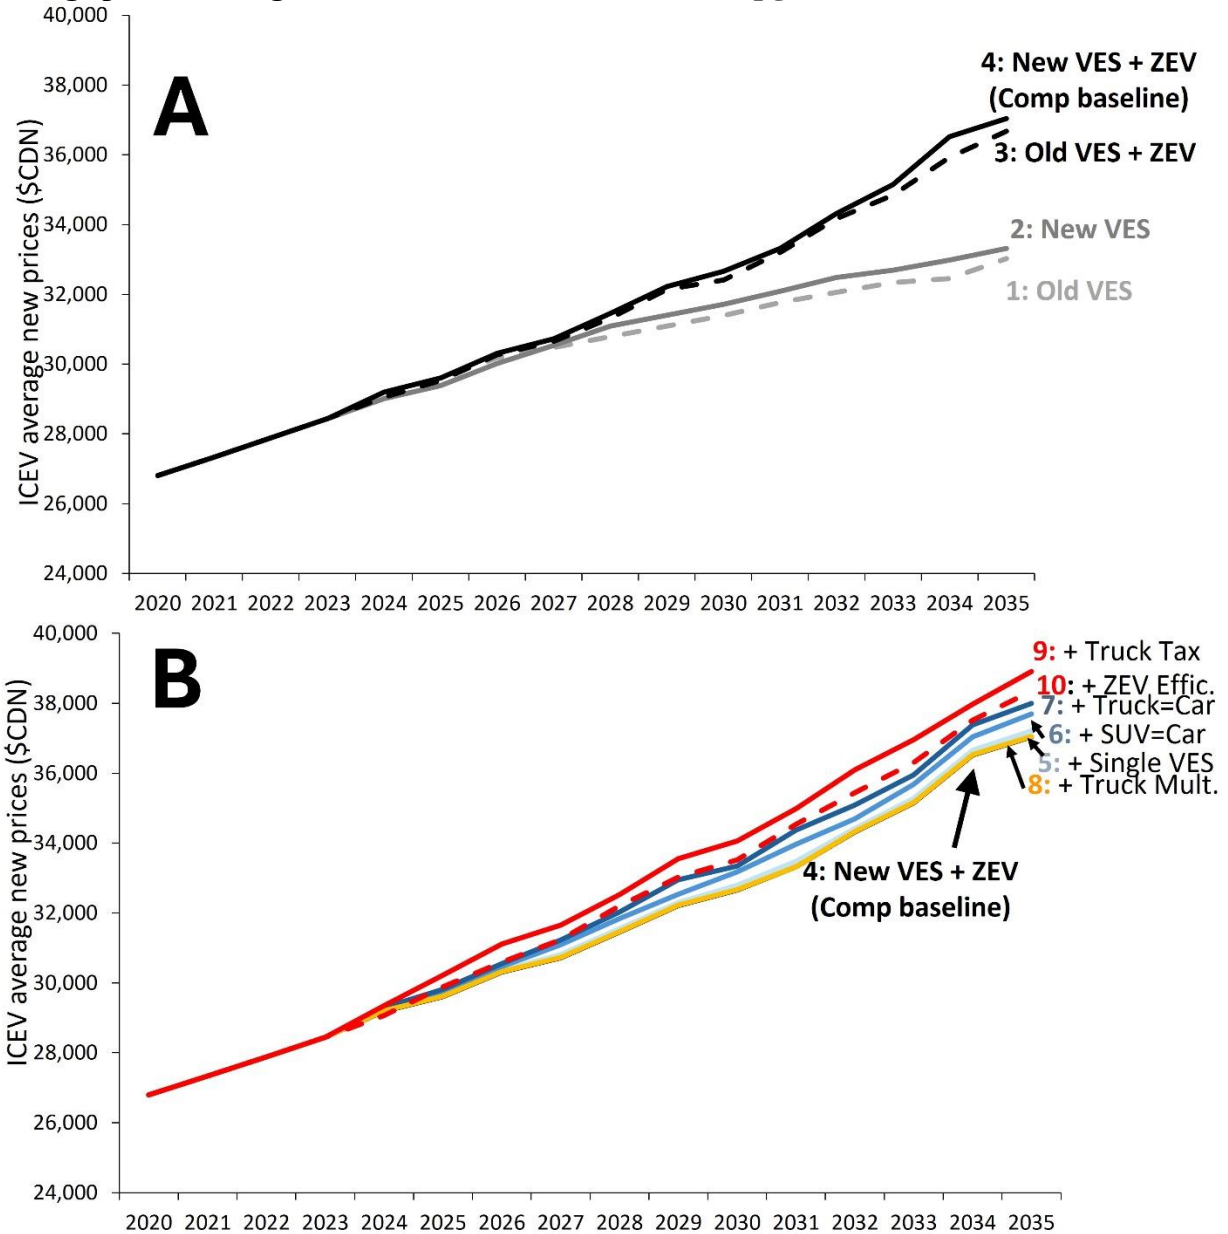 40,000
A
4: New VES + ZEV
(Comp baseline)
38,000
3: Old VES + ZEV
36,000
34,000
2: New VES
32,000
1: Old VES
30,000
28,000
26,000
24,000
ICEV average new prices ($CDN)
2020 2021 2022 2023 2024 2025 2026 2027 2028 2029 2030 2031 2032 2033 2034 2035
40,000
B
9: + Truck Tax
10: + ZEV Effic.
38,000
7: + Truck=Car
6: + SUV=Car
5: + Single VES
8: + Truck Mult.
36,000
34,000
4: New VES + ZEV
(Comp baseline)
32,000
30,000
28,000
26,000
24,000
ICEV average new prices ($CDN)
2020 2021 2022 2023 2024 2025 2026 2027 2028 2029 2030 2031 2032 2033 2034 2035